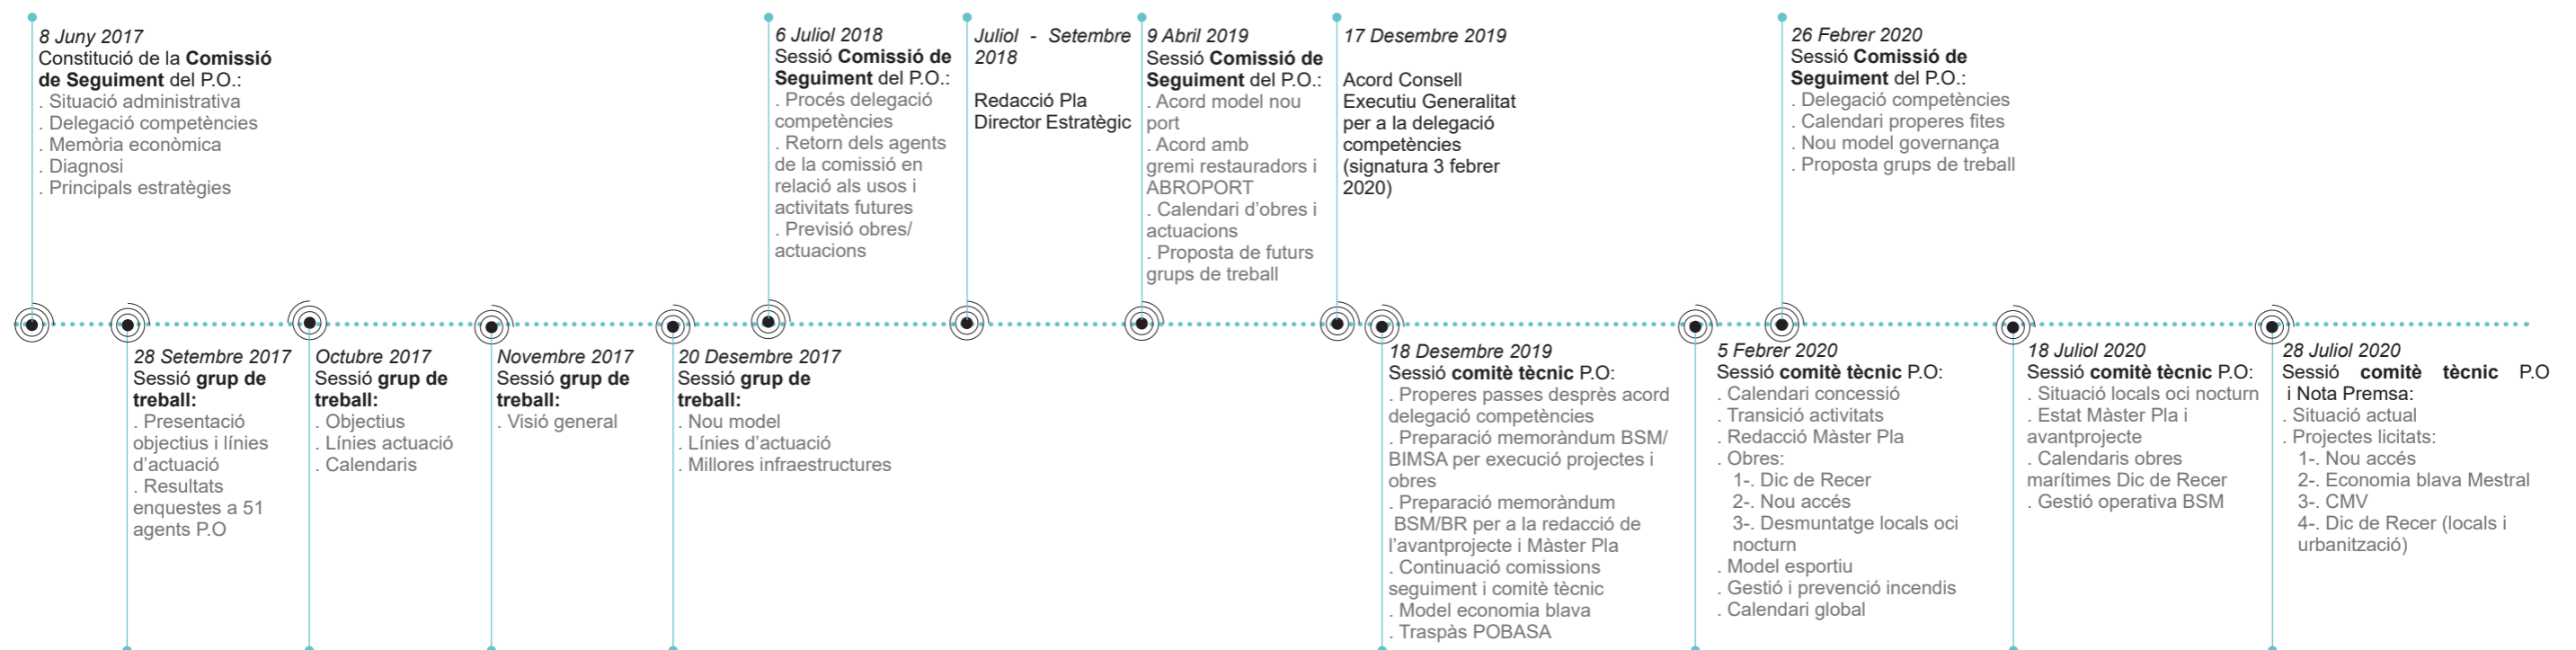 8 Juny 2017
Constitució de la Comissió
de Seguiment del P.O.:
. Situació administrativa
. Delegació competències
. Memòria econòmica
. Diagnosi
. Principals estratègies
6 Juliol 2018
Sessió Comissió de
Seguiment del P.O.:
. Procés delegació
competències
. Retorn dels agents
de la comissió en
relació als usos i
activitats futures
. Previsió obres/
actuacions
Juliol - Setembre
2018
Redacció Pla
Director Estratègic
9 Abril 2019
Sessió Comissió de
Seguiment del P.O.:
. Acord model nou
port
. Acord amb
gremi restauradors i
ABROPORT
. Calendari d'obres i
actuacions
. Proposta de futurs
grups de treball
17 Desembre 2019
Acord Consell
Executiu Generalitat
per a la delegació
competències
(signatura 3 febrer
2020)
26 Febrer 2020
Sessió Comissió de
Seguiment del P.O.:
. Delegació competències
. Calendari properes fites
. Nou model governança
. Proposta grups de treball
28 Setembre 2017
Sessió grup de
treball:
. Presentació
objectius i línies
d'actuació
. Resultats
enquestes a 51
agents P.O
Octubre 2017
Sessió grup de
treball:
. Objectius
. Línies actuació
. Calendaris
Novembre 2017
Sessió grup de
treball:
. Visió general
20 Desembre 2017
Sessió grup de
treball:
. Nou model
. Línies d'actuació
. Millores infraestructures
18 Desembre 2019
Sessió comitè tècnic P.O:
. Properes passes desprès acord
delegació competències
. Preparació memoràndum BSM/
BIMSA per execució projectes i
obres
. Preparació memoràndum
BSM/BR per a la redacció de
l'avantprojecte i Màster Pla
. Continuació comissions
seguiment i comitè tècnic
. Model economia blava
. Traspàs POBASA
5 Febrer 2020
Sessió comitè tècnic P.O:
. Calendari concessió
. Transició activitats
. Redacció Màster Pla
. Obres:
1-. Dic de Recer
2-. Nou accés
3-. Desmuntatge locals oci
nocturn
. Model esportiu
. Gestió i prevenció incendis
. Calendari global
18 Juliol 2020
Sessió comitè tècnic P.O:
. Situació locals oci nocturn
. Estat Màster Pla i
avantprojecte
. Calendaris obres
marítimes Dic de Recer
. Gestió operativa BSM
28 Juliol 2020
Sessió comitè tècnic P.O
i Nota Premsa:
. Situació actual
. Projectes licitats:
1-. Nou accés
2-. Economia blava Mestral
3-. CMV
4-. Dic de Recer (locals i
urbanització)